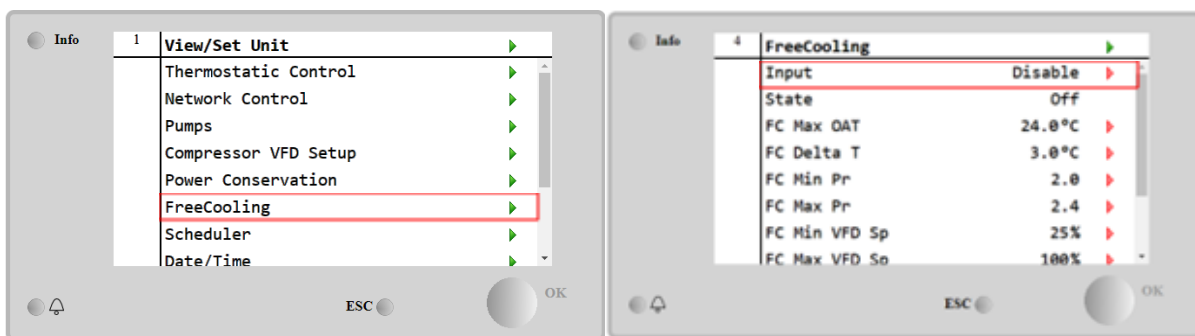 Info
1 View/Set Unit
Thermostatic Control
Network Control
Pumps
Compressor VFD Setup
Power Conservation
FreeCooling
Scheduler
Date/Time
ESC OK
Info
4 FreeCooling
Input Disable
State Off
FC Max OAT 24.0°C
FC Delta T 3.0°C
FC Min Pr 2.0
FC Max Pr 2.4
FC Min VFD Sp 25%
FC Max VFD Sp 100%
ESC OK